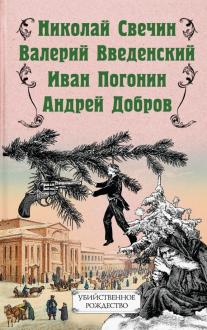 Николай Свечин
Валерий Введенский
Иван Погонин
Андрей Добров
УБИЙСТВЕННОЕ
РОЖДЕСТВО